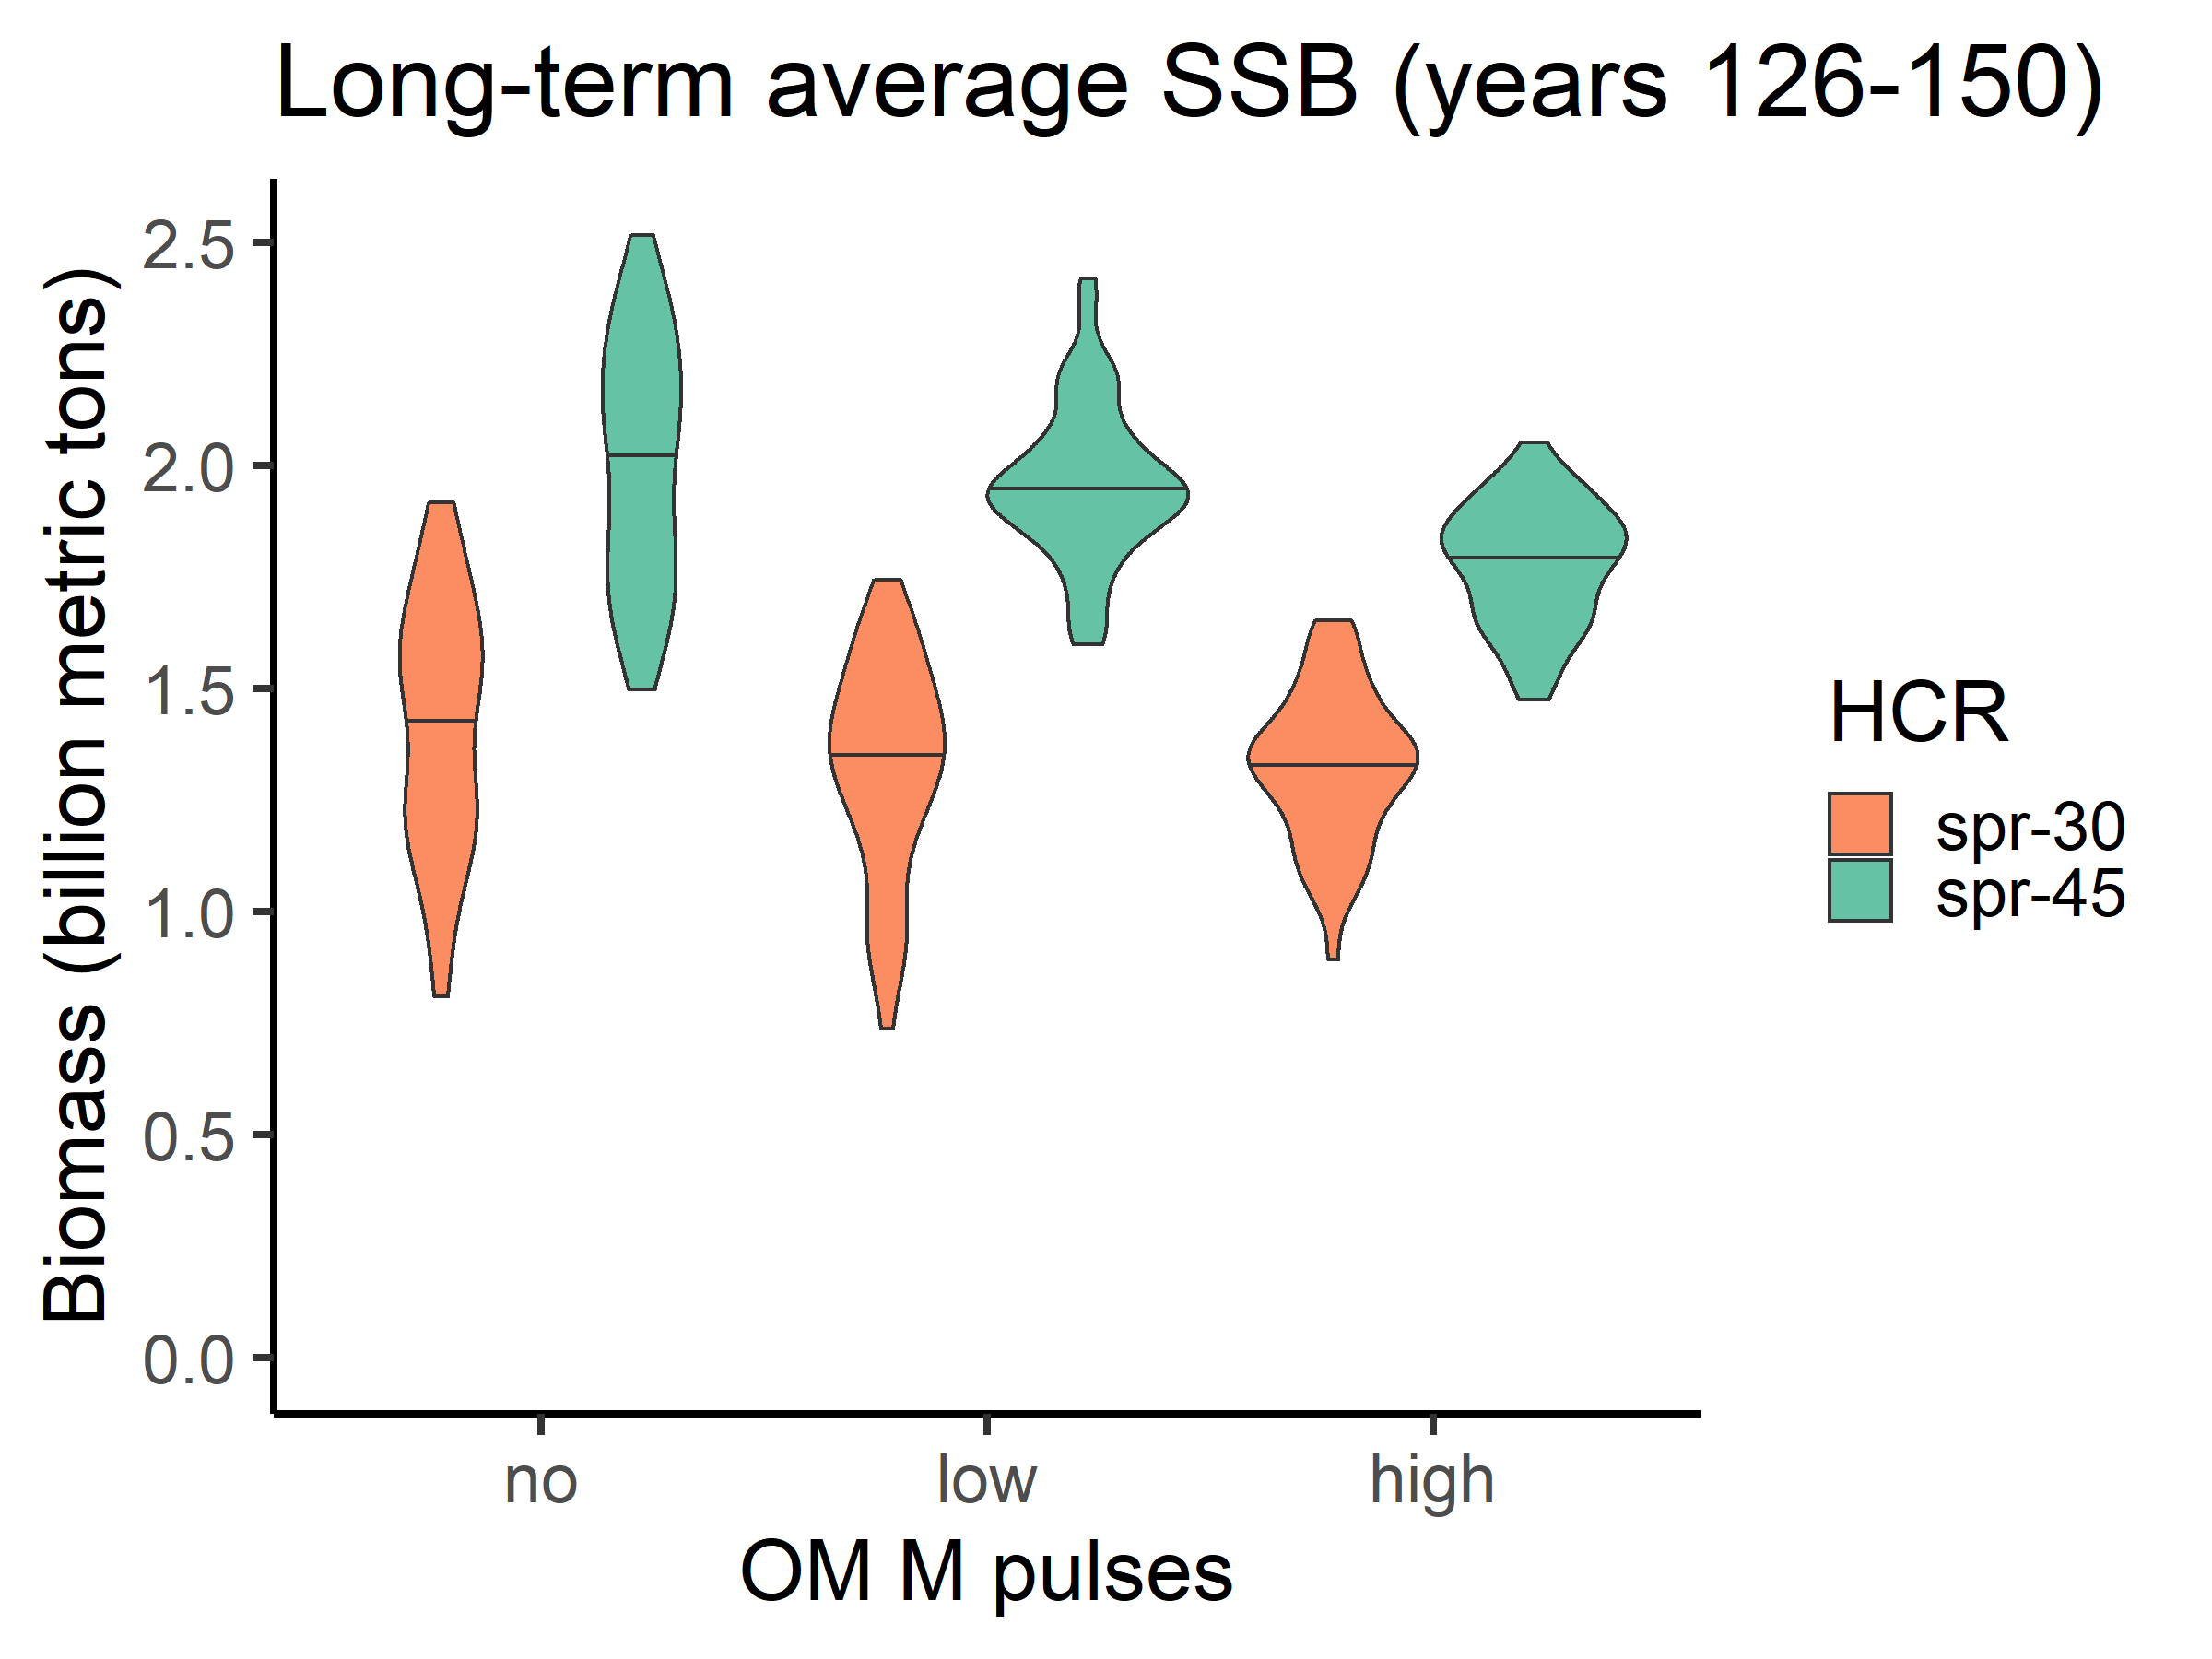 Long-term average SSB (years 126-150)
Biomass (billion metric tons)
2.5
2.0
1.5
1.0
0.5
0.0
no low high
OM M pulses
HCR
spr-30
spr-45